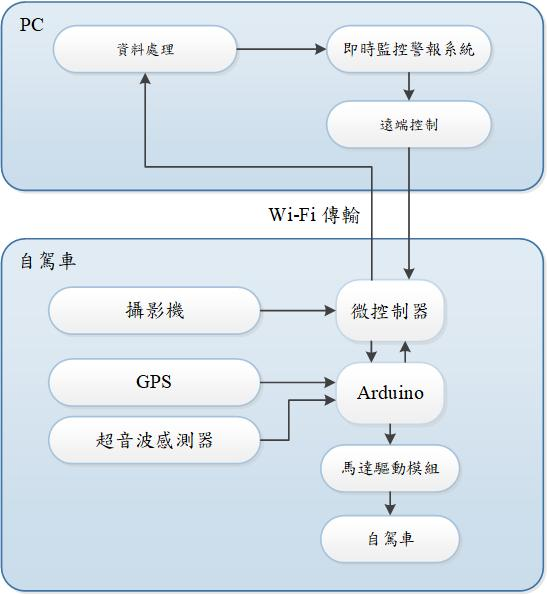 PC
資料處理
即時監控警報系統
遠端控制
Wi-Fi 傳輸
自駕車
攝影機
微控制器
GPS
Arduino
超音波感測器
馬達驅動模組
自駕車